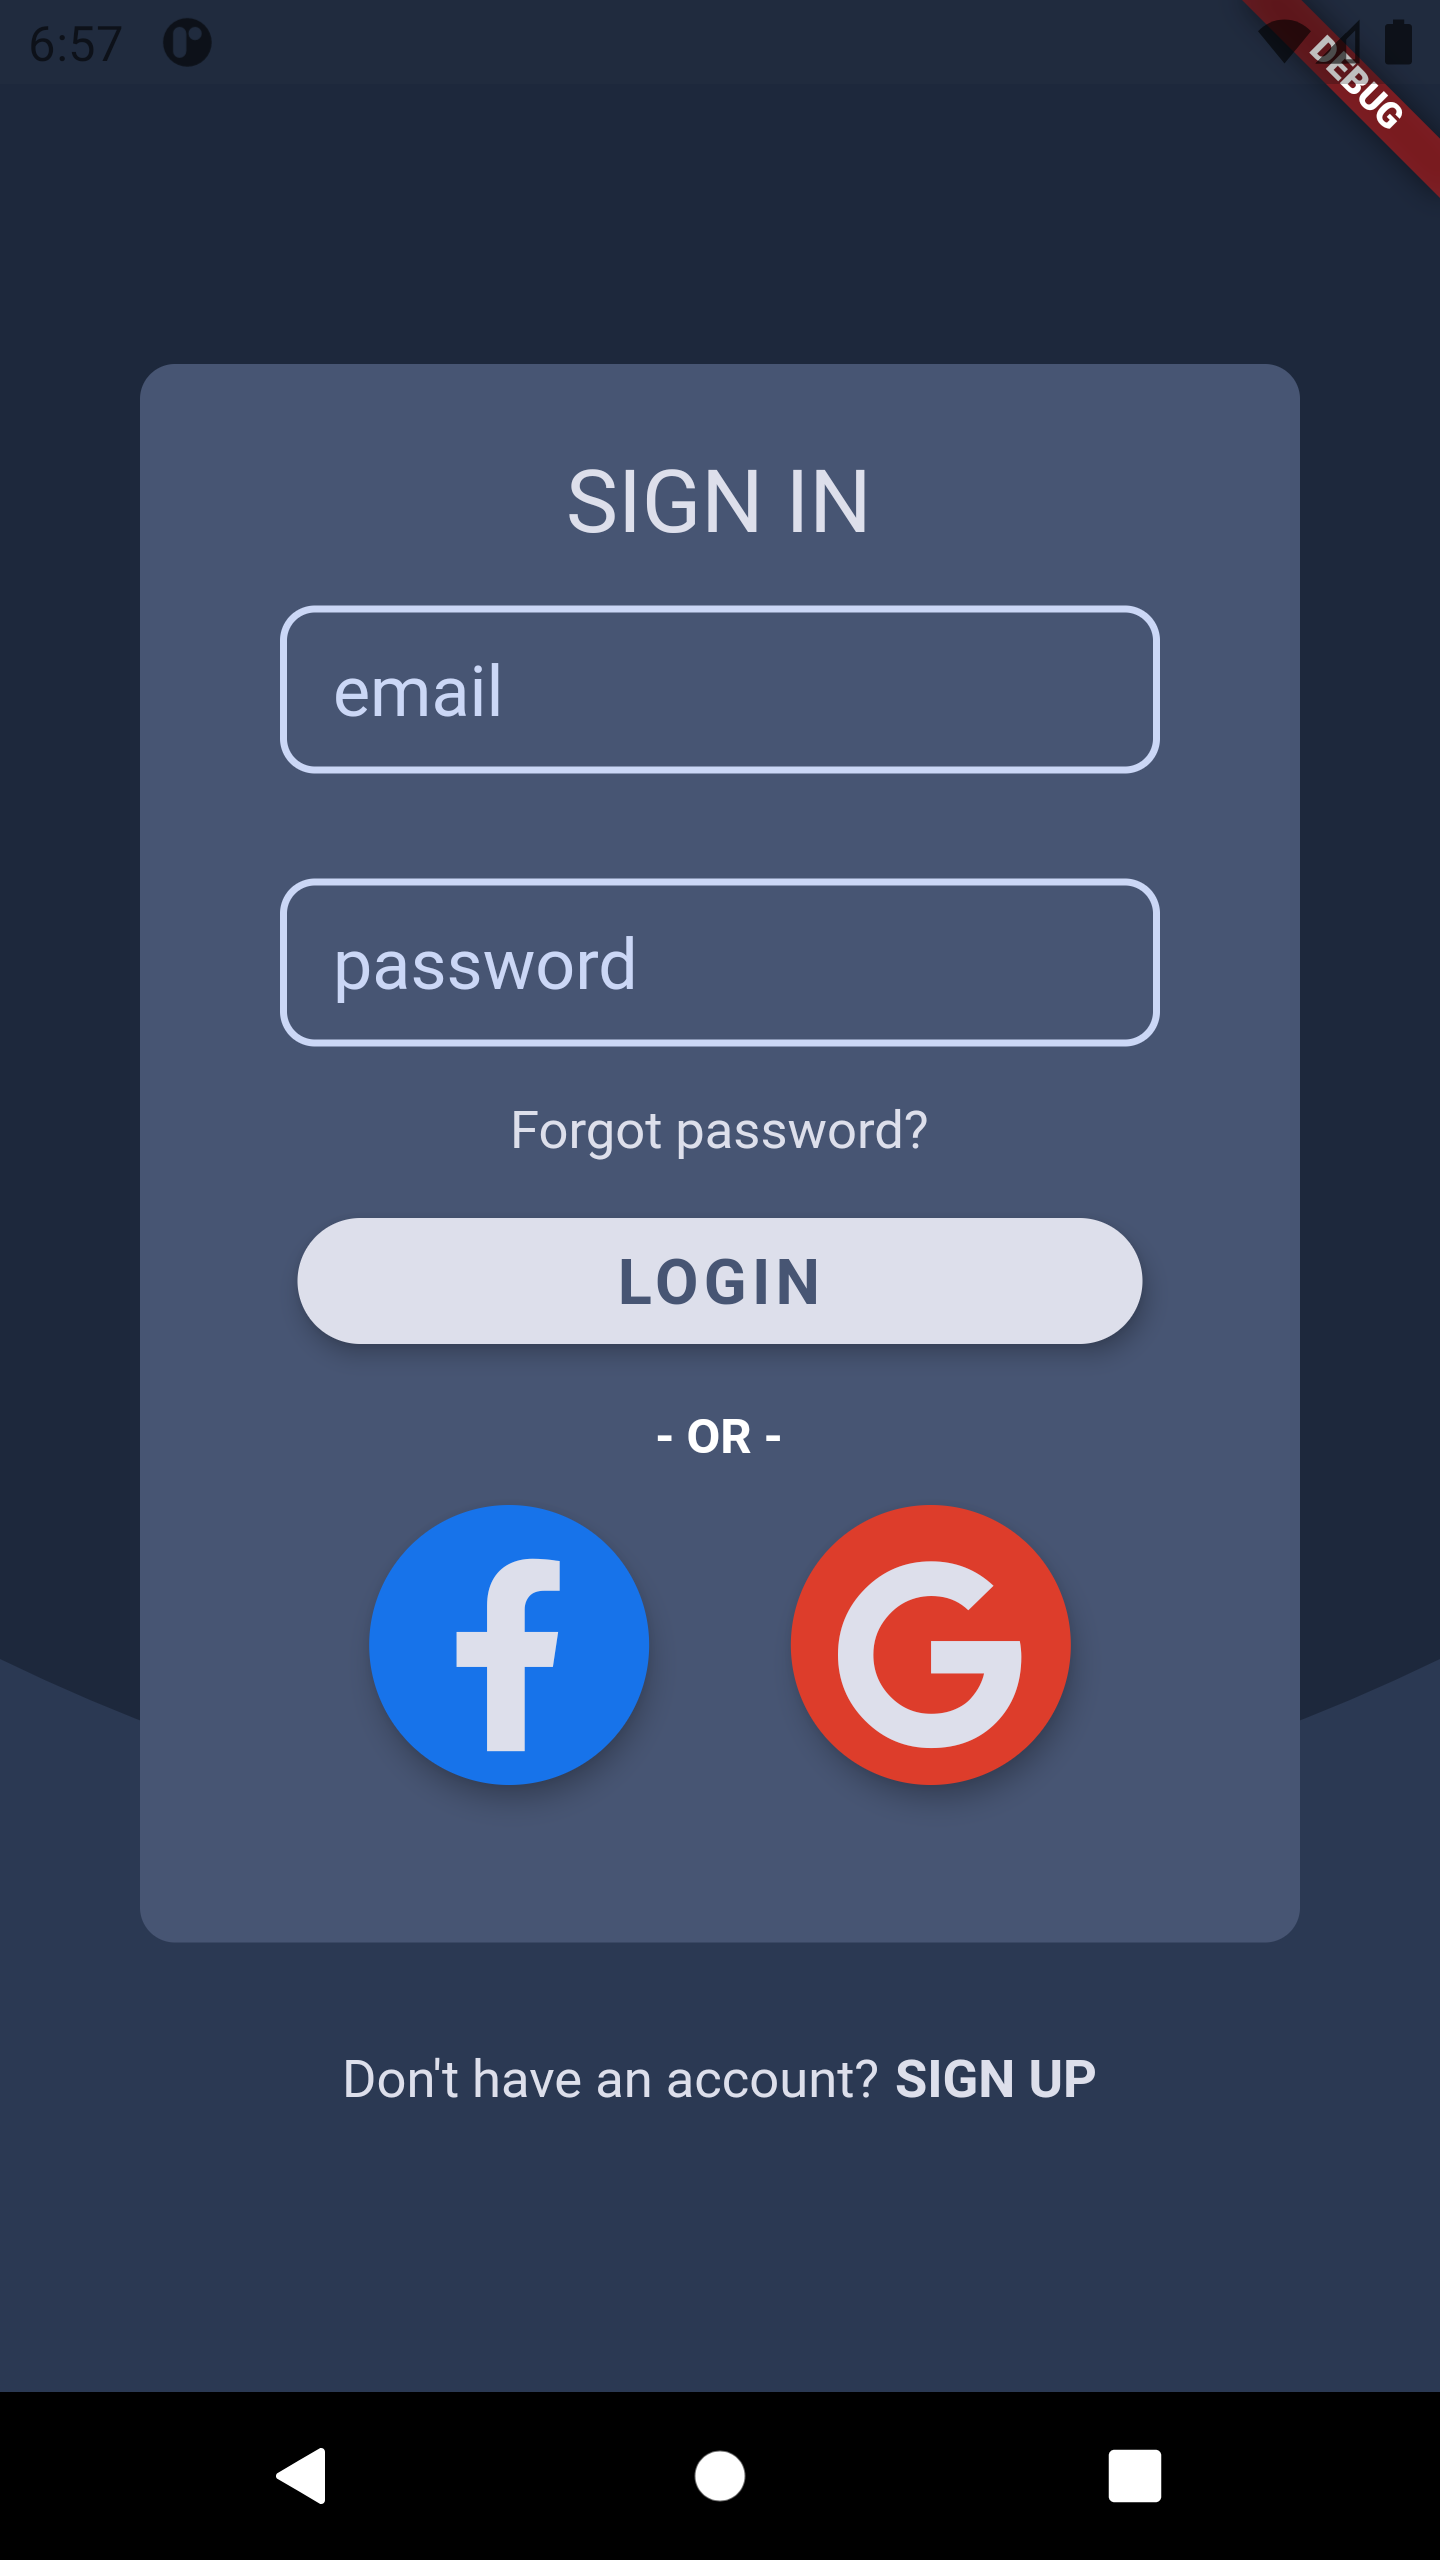 6:57
DEBUG
SIGN IN
email
password
Forgot password?
LOGIN
- OR -
Don't have an account? SIGN UP